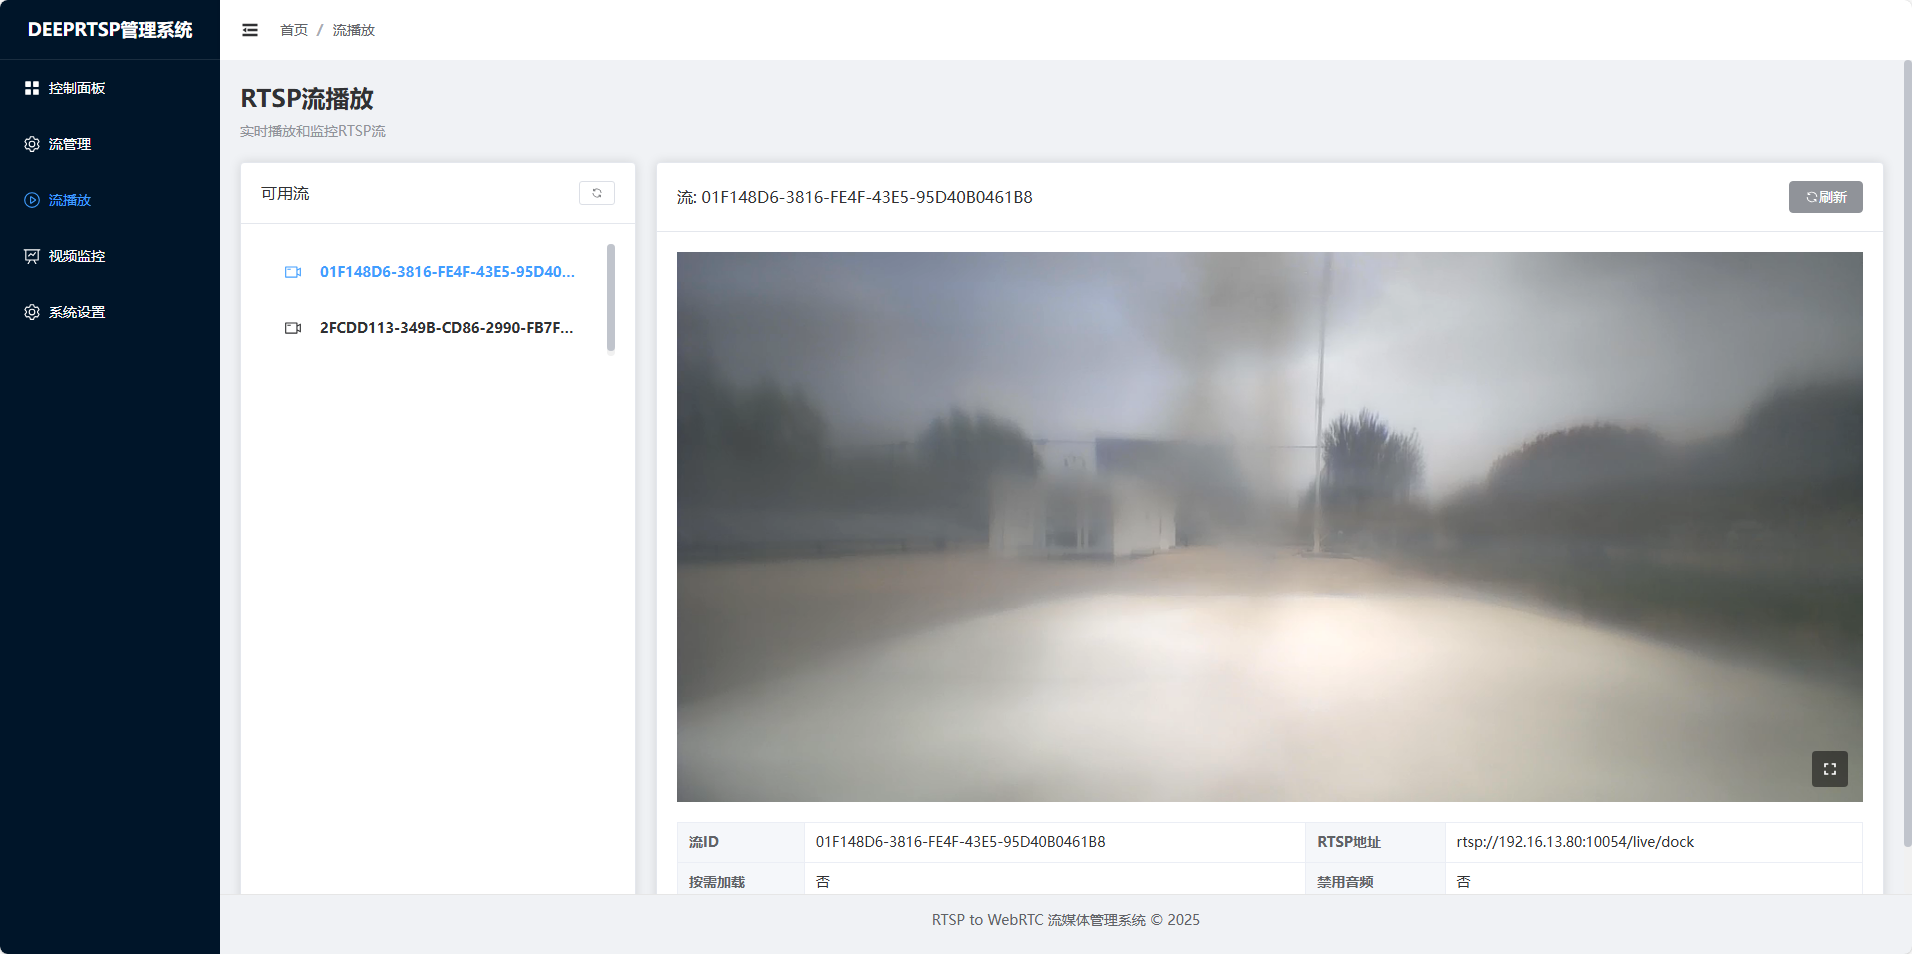 DEEPRTSP管理系统
控制面板
流管理
流播放
视频监控
系统设置
首页 / 流播放
RTSP流播放
实时播放和监控RTSP流
可用流
01F148D6-3816-FE4F-43E5-95D40...
2FCDD113-349B-CD86-2990-FB7F...
流: 01F148D6-3816-FE4F-43E5-95D40B0461B8
刷新
流ID 01F148D6-3816-FE4F-43E5-95D40B0461B8 RTSP地址 rtsp://192.16.13.80:10054/live/dock
按需加载 否 禁用音频 否
RTSP to WebRTC 流媒体管理系统 © 2025